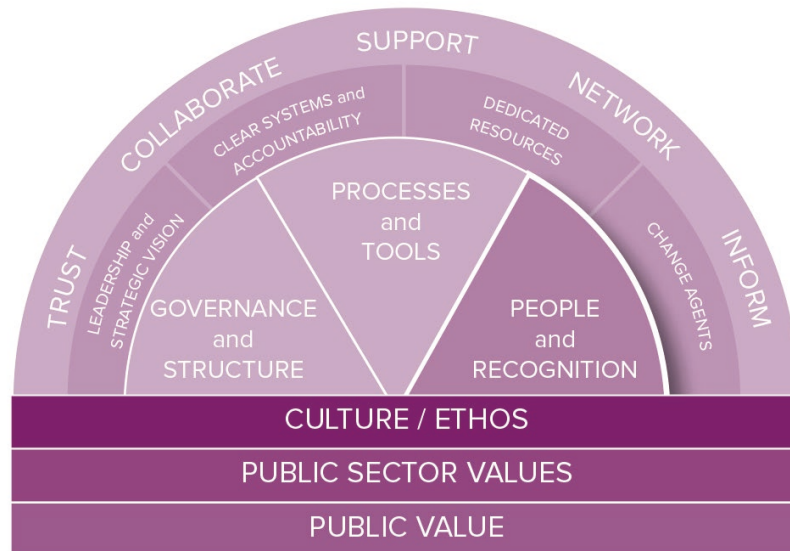 TRUST
COLLABORATE
SUPPORT
NETWORK
INFORM
LEADERSHIP and
STRATEGIC VISION
CLEAR SYSTEMS and
ACCOUNTABILITY
DEDICATED
RESOURCES
CHANGE AGENTS
GOVERNANCE
and
STRUCTURE
PROCESSES
and
TOOLS
PEOPLE
and
RECOGNITION
CULTURE / ETHOS
PUBLIC SECTOR VALUES
PUBLIC VALUE